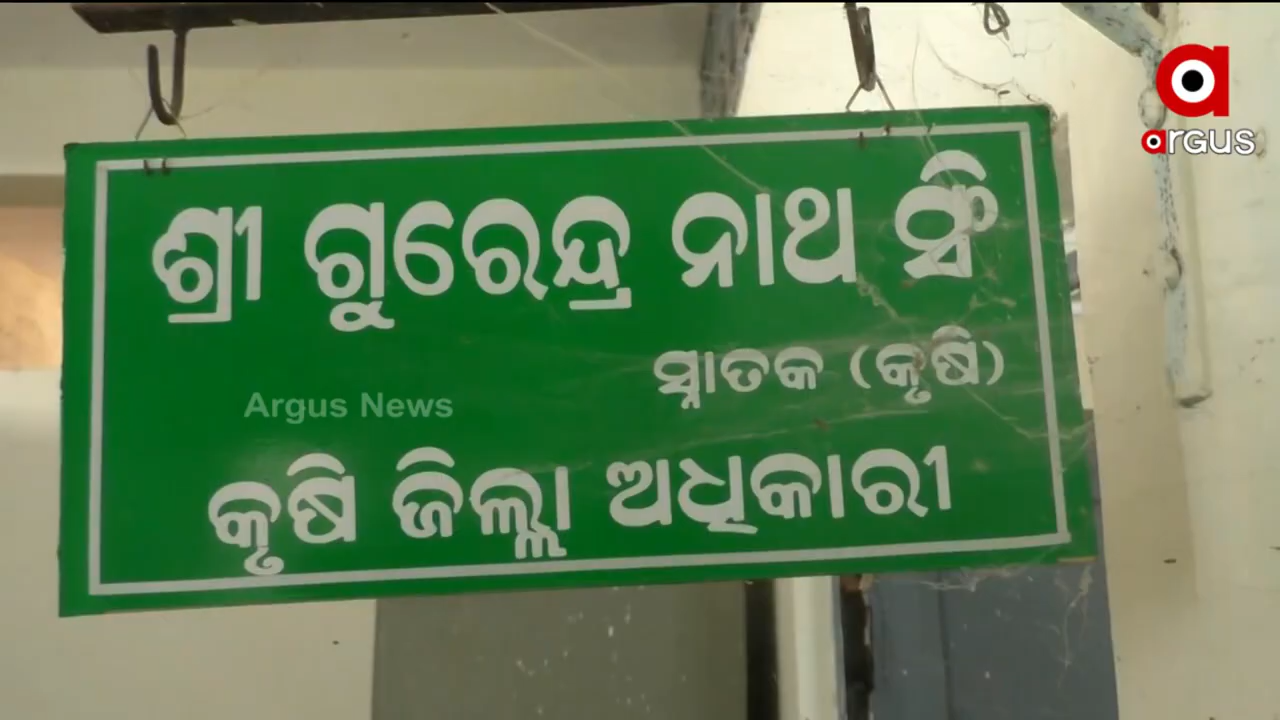 argus
ଶ୍ରୀ ଗୁରେନ୍ଦ୍ର ନାଥ ସିଂ
ସ୍ନାତକ (କୃଷି)
Argus News
କୃଷି ଜିଲ୍ଲା ଅଧିକାରୀ